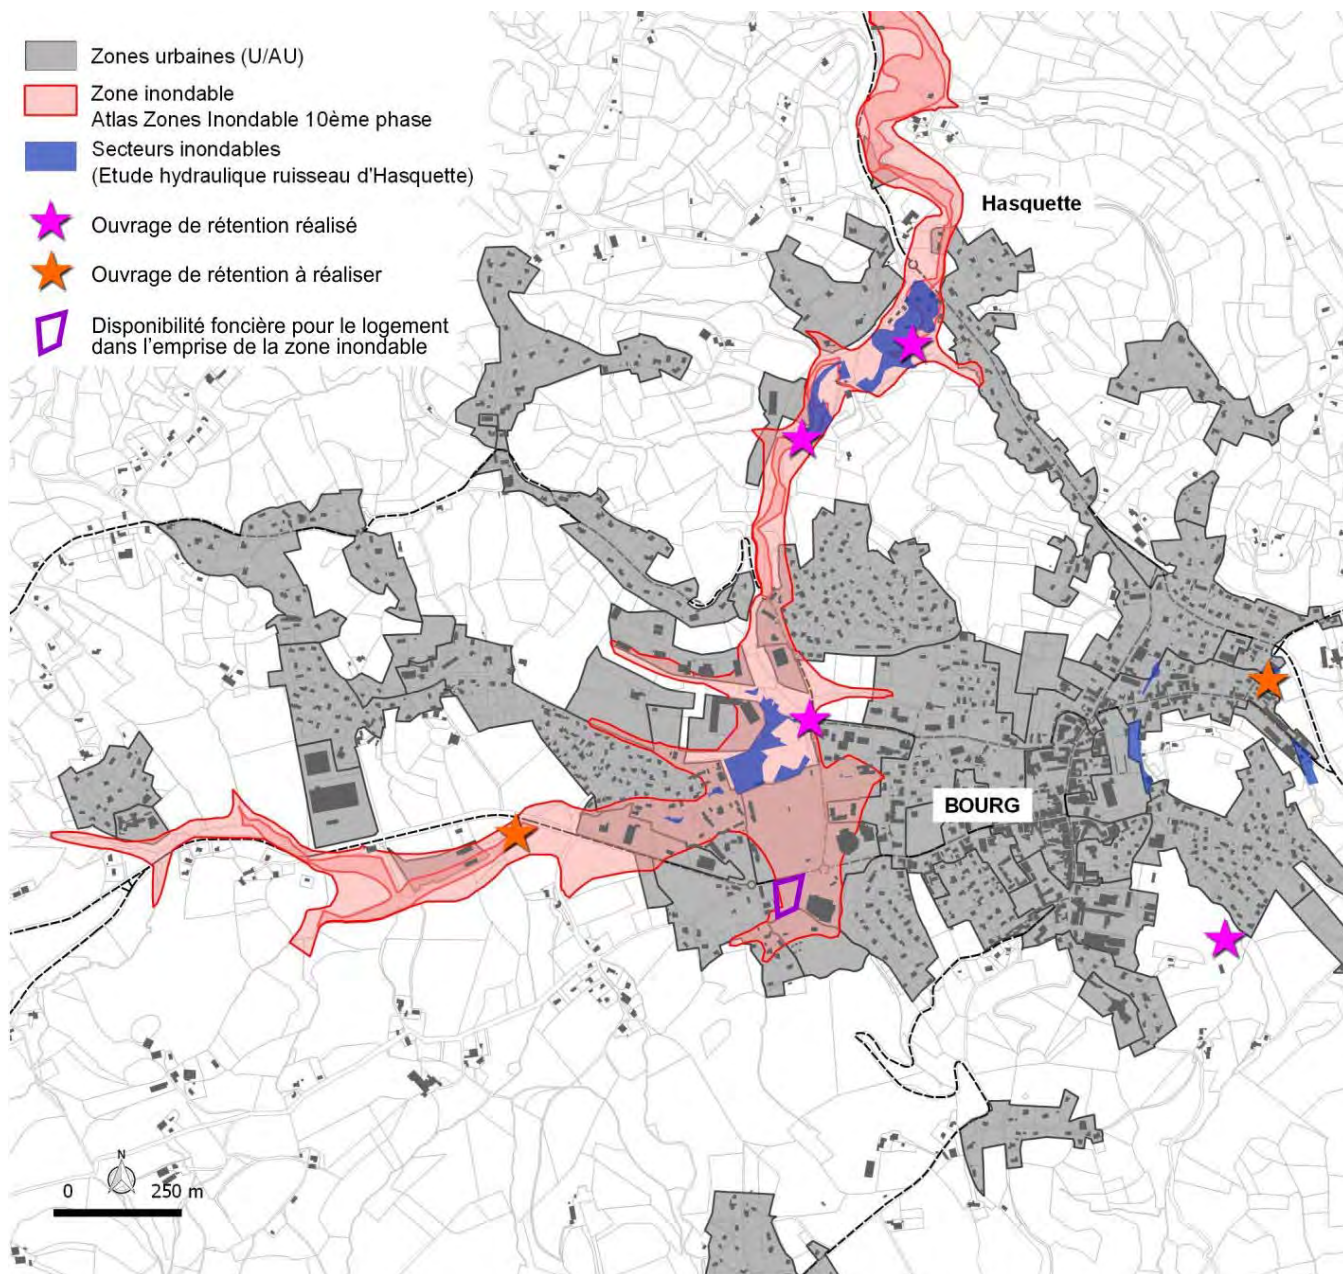 Zones urbaines (U/AU)
Zone inondable
Atlas Zones Inondable 10ème phase
Secteurs inondables
(Etude hydraulique ruisseau d'Hasquette)
Ouvrage de rétention réalisé
Ouvrage de rétention à réaliser
Disponibilité foncière pour le logement
dans l'emprise de la zone inondable
Hasquette
BOURG
N
0 250 m